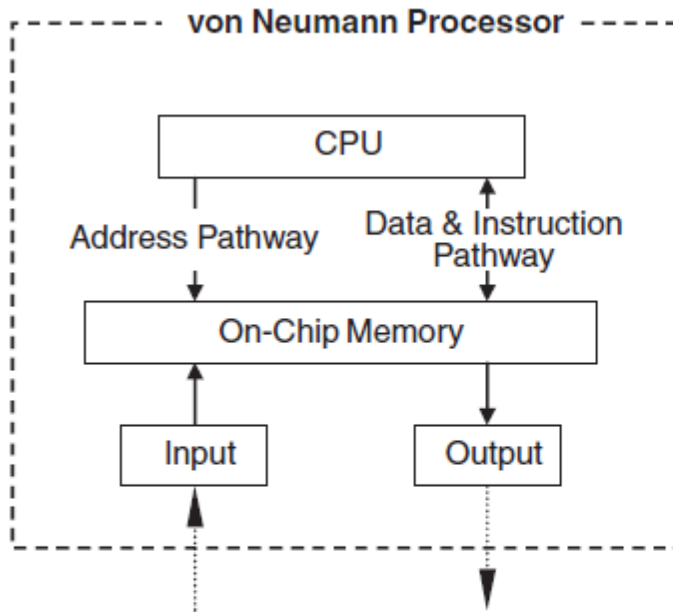 von Neumann Processor
CPU
Address Pathway
Data & Instruction
Pathway
On-Chip Memory
Input
Output